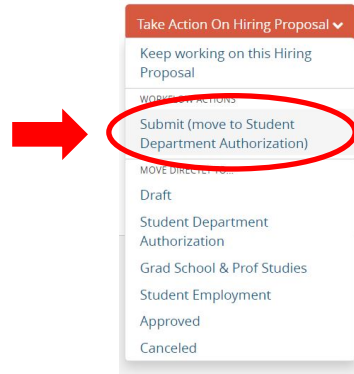 Take Action On Hiring Proposal
Keep working on this Hiring
Proposal
WORKFLOW ACTIONS
Submit (move to Student
Department Authorization)
MOVE DIRECTLY TO...
Draft
Student Department
Authorization
Grad School & Prof Studies
Student Employment
Approved
Canceled